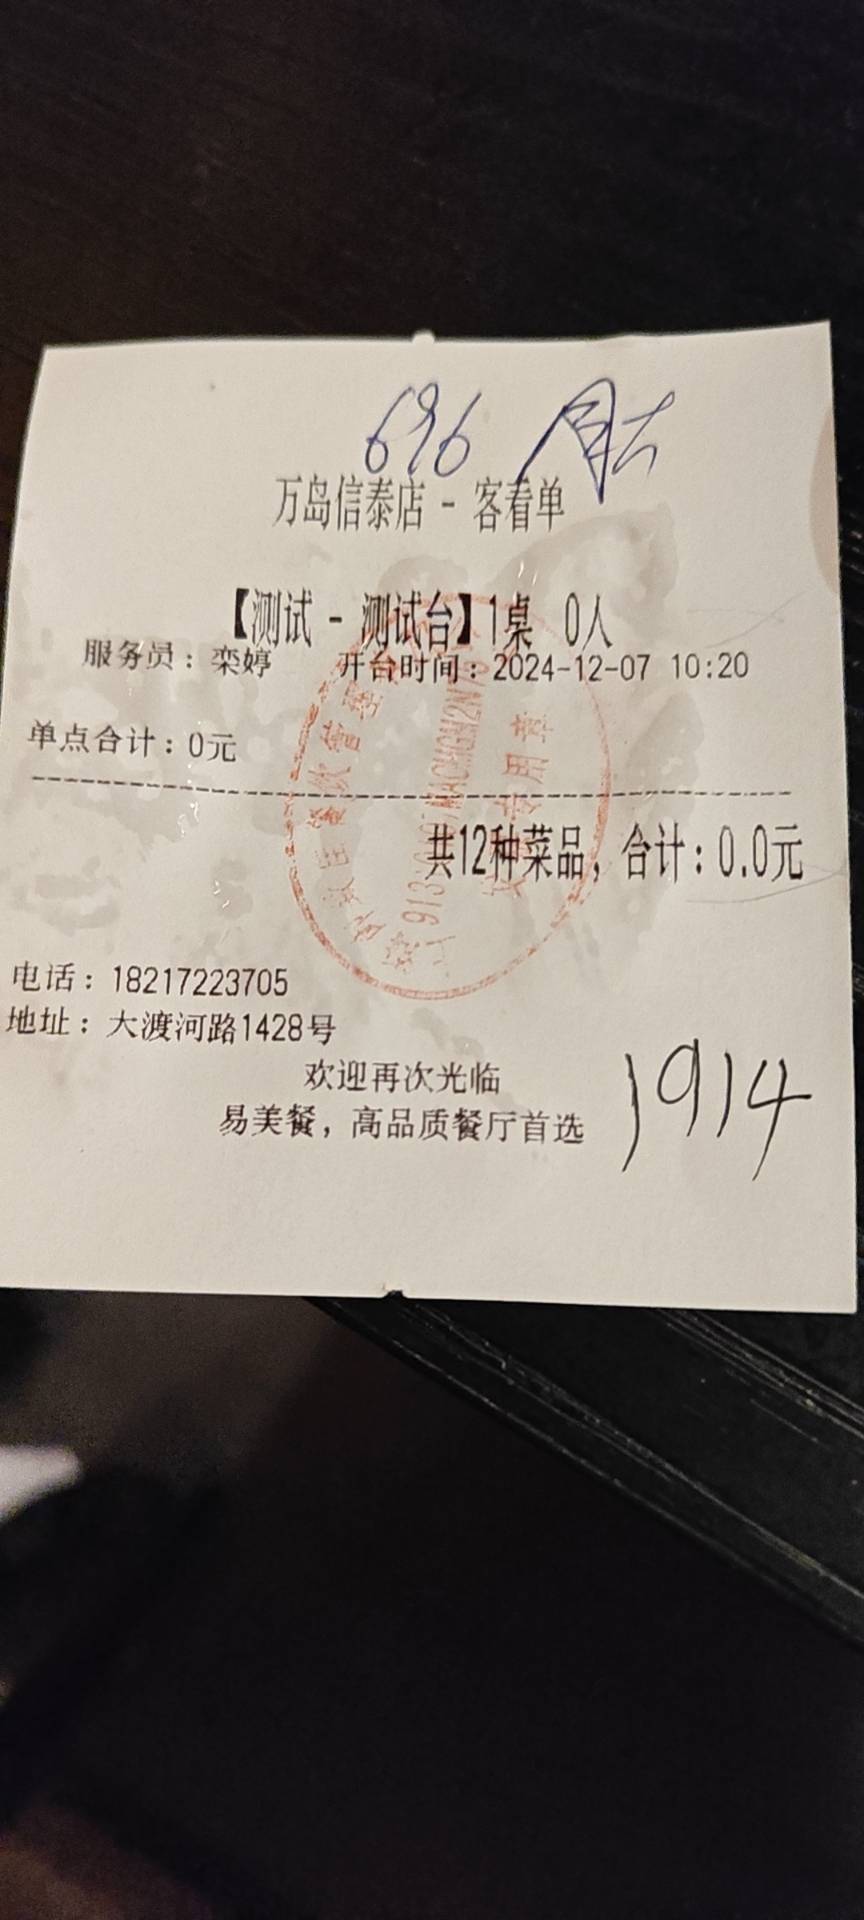 696
万岛信泰店 - 客看单
【测试 - 测试台】1桌 0人
服务员：栾婷 开台时间：2024-12-07 10:20
单点合计：0元
共12种菜品，合计：0.0元
电话：18217223705
地址：大渡河路1428号
欢迎再次光临
易美餐，高品质餐厅首选
1914
专用章